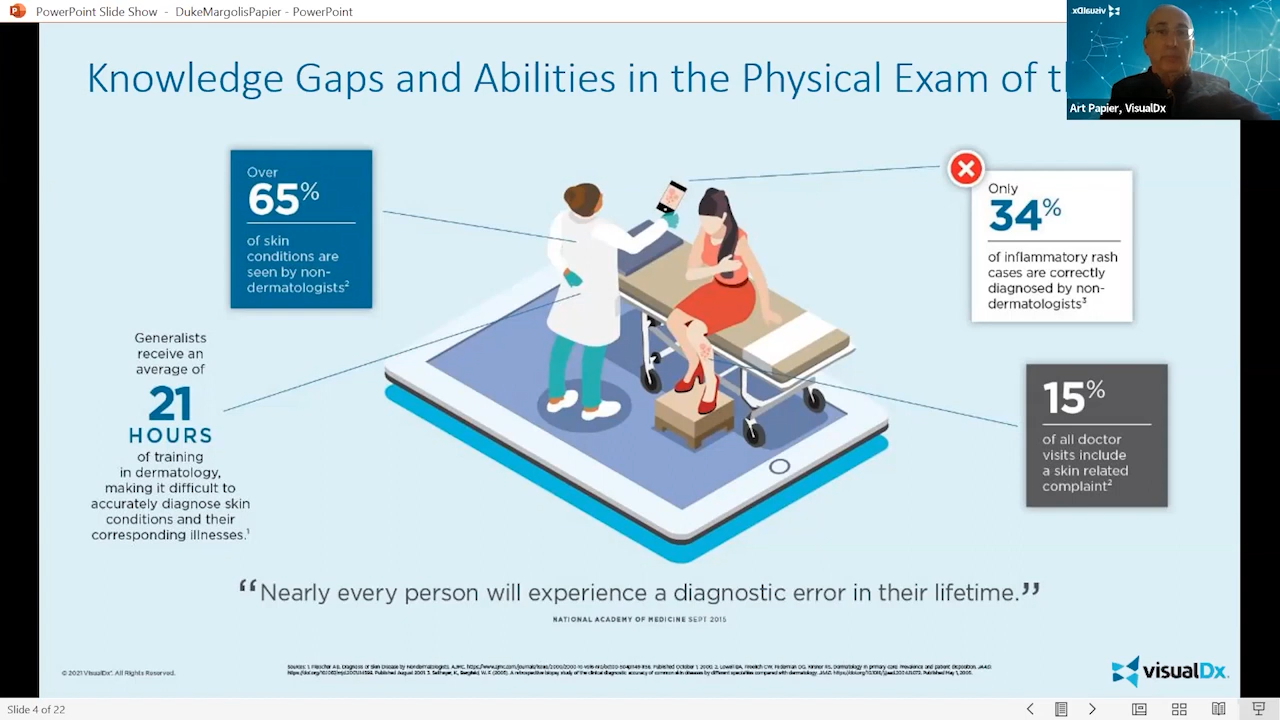 PowerPoint Slide Show - DukeMargolisPapier - PowerPoint
visualDx
Art Papier, VisualDx
Knowledge Gaps and Abilities in the Physical Exam of t
Over
65%
of skin
conditions are
seen by non-
dermatologists²
Only
34%
of inflammatory rash
cases are correctly
diagnosed by non-
dermatologists³
Generalists
receive an
average of
21
HOURS
of training
in dermatology,
making it difficult to
accurately diagnose skin
conditions and their
corresponding illnesses.¹
15%
of all doctor
visits include
a skin related
complaint²
“Nearly every person will experience a diagnostic error in their lifetime.”
NATIONAL ACADEMY OF MEDICINE SEPT 2015
© 2021 VisualDx®. All Rights Reserved.
visualDx®
Slide 4 of 22